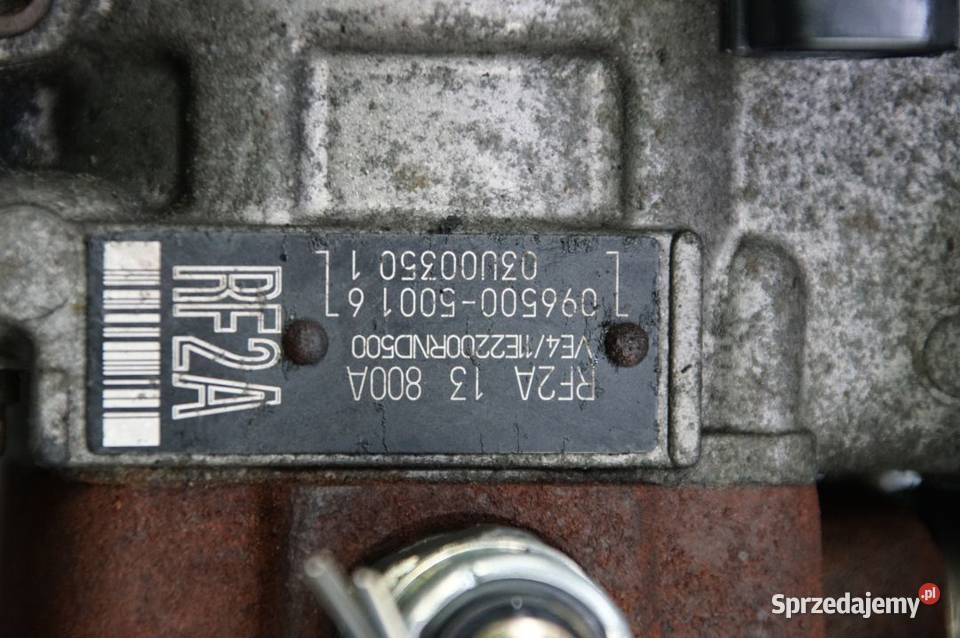 RF2A 13 800A
VE4/11E2200RND500
096500-5001 6
03U00350 1
RF2A
Sprzedajemy.pl